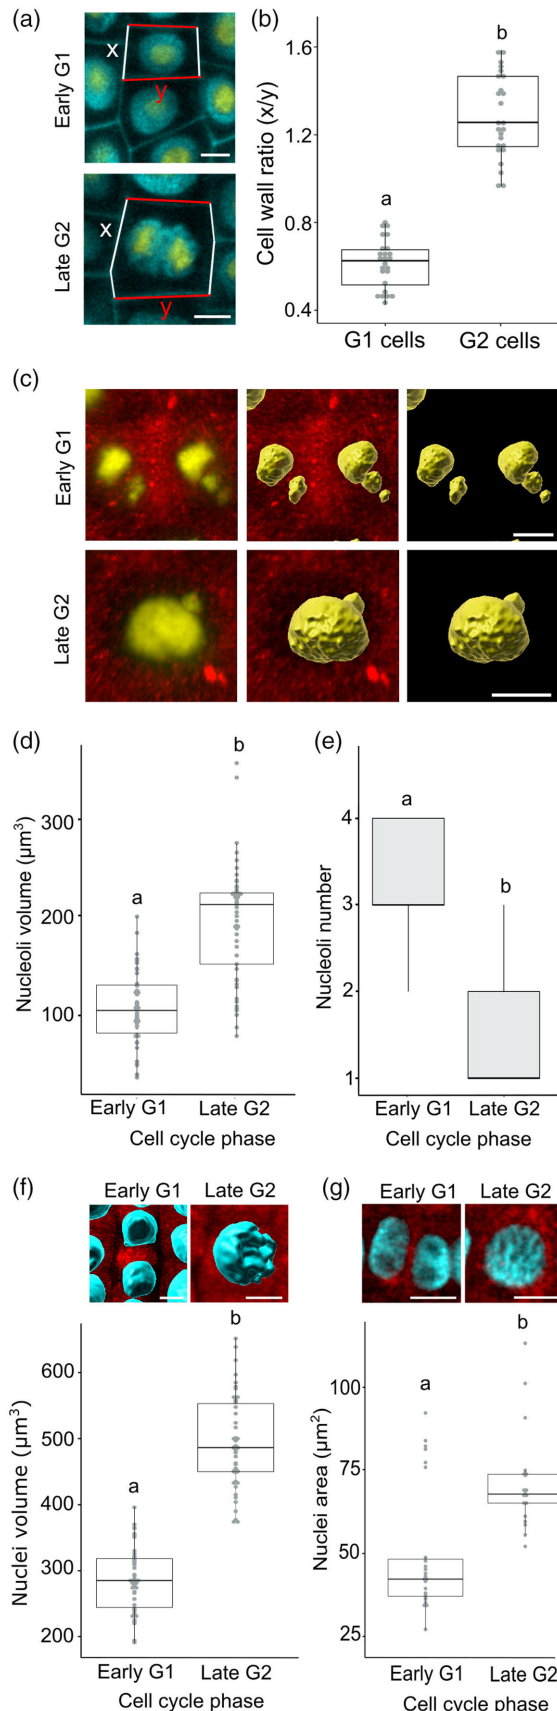 (a)
Early G1
x
y
Late G2
x
y
(b)
Cell wall ratio (x/y)
1.6
1.2
0.8
0.4
a
b
G1 cells
G2 cells
(c)
Early G1
Late G2
(d)
Nucleoli volume (µm³)
300
200
100
a
b
Early G1
Late G2
Cell cycle phase
(e)
Nucleoli number
4
3
2
1
a
b
Early G1
Late G2
Cell cycle phase
(f)
Early G1
Late G2
Nuclei volume (µm³)
600
500
400
300
200
a
b
Early G1
Late G2
Cell cycle phase
(g)
Early G1
Late G2
Nuclei area (µm²)
100
75
50
25
a
b
Early G1
Late G2
Cell cycle phase